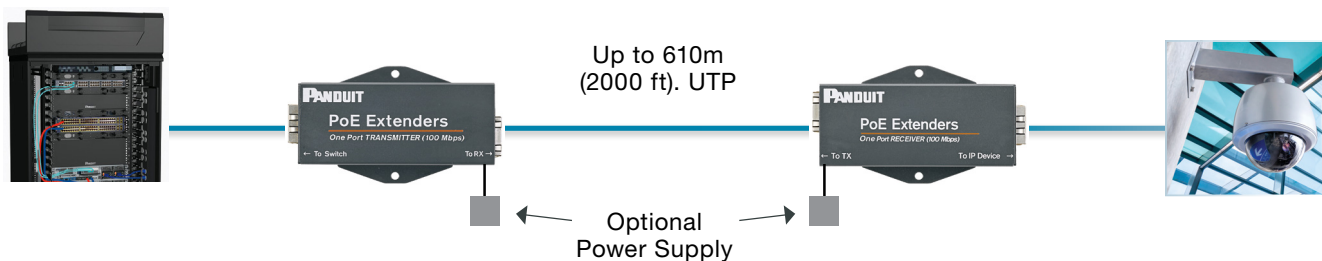 Up to 610m
(2000 ft). UTP
PANDUIT
PoE Extenders
One Port TRANSMITTER (100 Mbps)
← To Switch
To RX →
PANDUIT
PoE Extenders
One Port RECEIVER (100 Mbps)
← To TX
To IP Device →
Optional
Power Supply